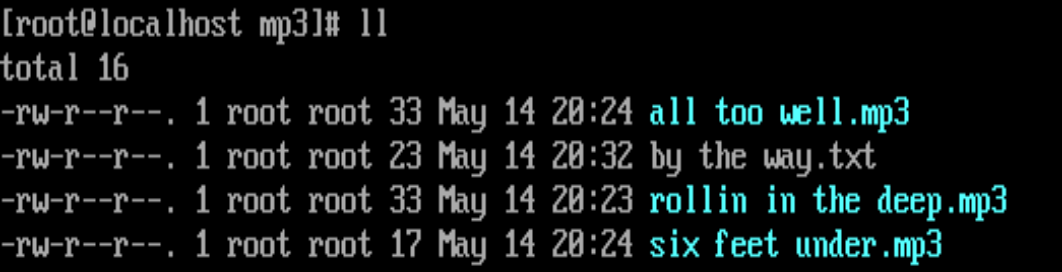 [root@localhost mp3]# ll
total 16
-rw-r--r--. 1 root root 33 May 14 20:24 all too well.mp3
-rw-r--r--. 1 root root 23 May 14 20:32 by the way.txt
-rw-r--r--. 1 root root 33 May 14 20:23 rollin in the deep.mp3
-rw-r--r--. 1 root root 17 May 14 20:24 six feet under.mp3